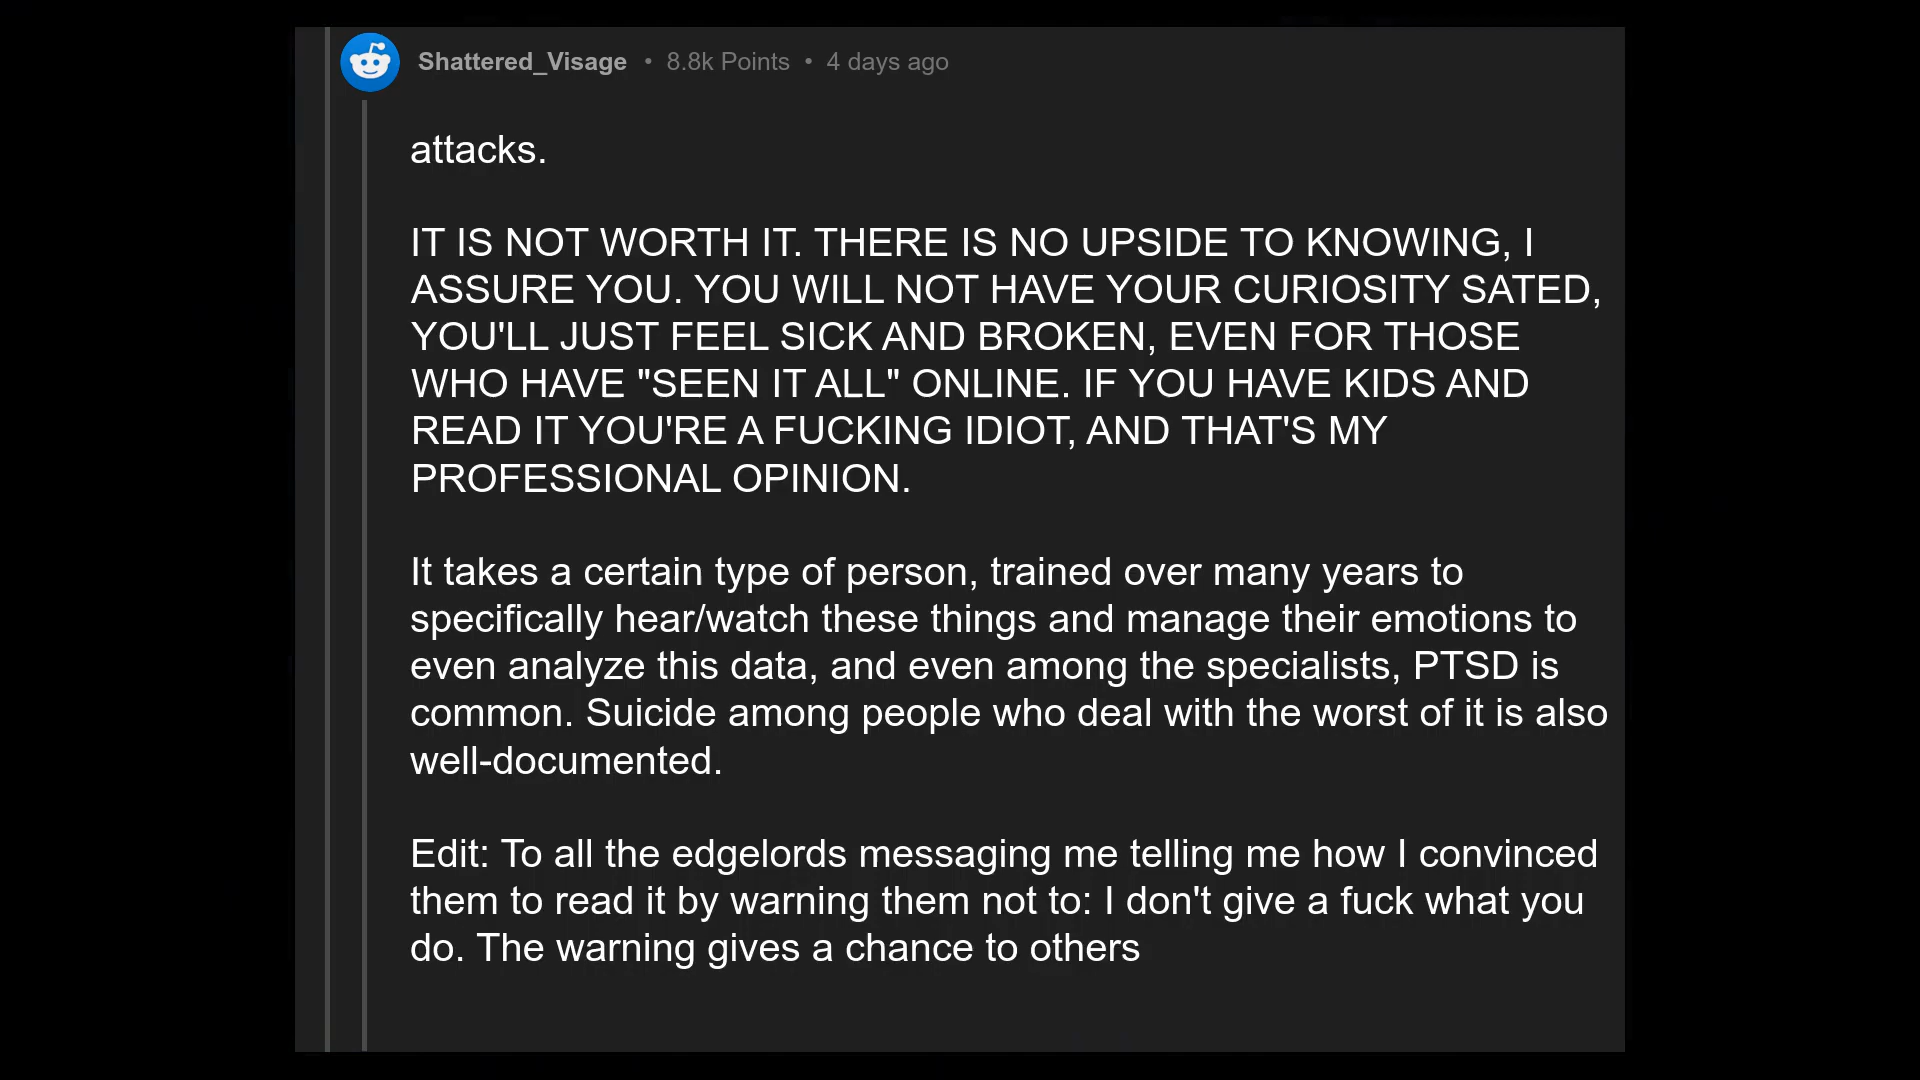 Shattered_Visage • 8.8k Points • 4 days ago
attacks.
IT IS NOT WORTH IT. THERE IS NO UPSIDE TO KNOWING, I
ASSURE YOU. YOU WILL NOT HAVE YOUR CURIOSITY SATED,
YOU'LL JUST FEEL SICK AND BROKEN, EVEN FOR THOSE
WHO HAVE "SEEN IT ALL" ONLINE. IF YOU HAVE KIDS AND
READ IT YOU'RE A FUCKING IDIOT, AND THAT'S MY
PROFESSIONAL OPINION.
It takes a certain type of person, trained over many years to
specifically hear/watch these things and manage their emotions to
even analyze this data, and even among the specialists, PTSD is
common. Suicide among people who deal with the worst of it is also
well-documented.
Edit: To all the edgelords messaging me telling me how I convinced
them to read it by warning them not to: I don't give a fuck what you
do. The warning gives a chance to others